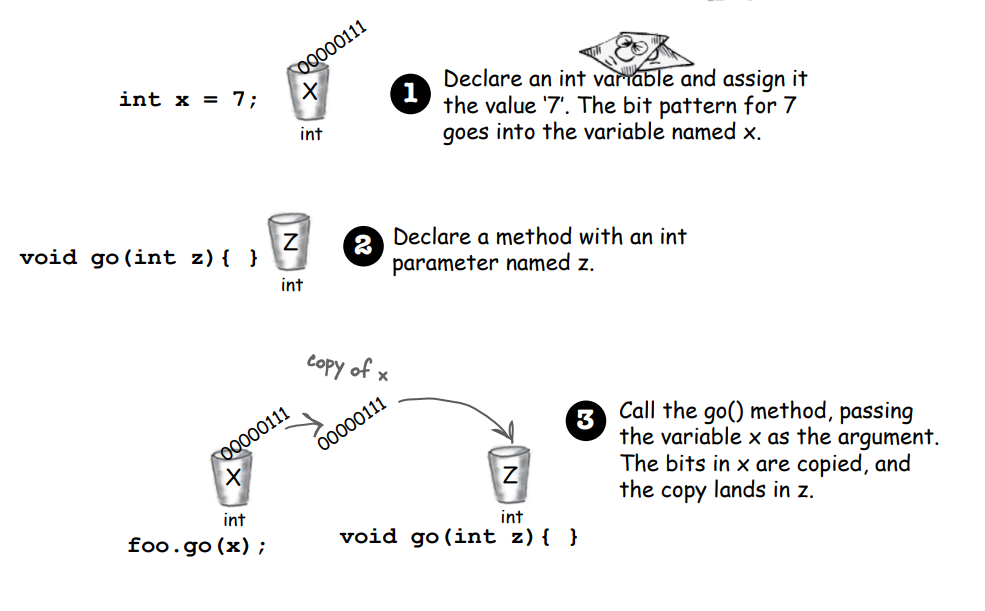 00000111
int x = 7;
X
int
1
Declare an int variable and assign it
the value '7'. The bit pattern for 7
goes into the variable named x.
void go(int z){ }
Z
int
2
Declare a method with an int
parameter named z.
copy of x
00000111
00000111
X
int
foo.go(x);
Z
int
void go(int z){ }
3
Call the go() method, passing
the variable x as the argument.
The bits in x are copied, and
the copy lands in z.